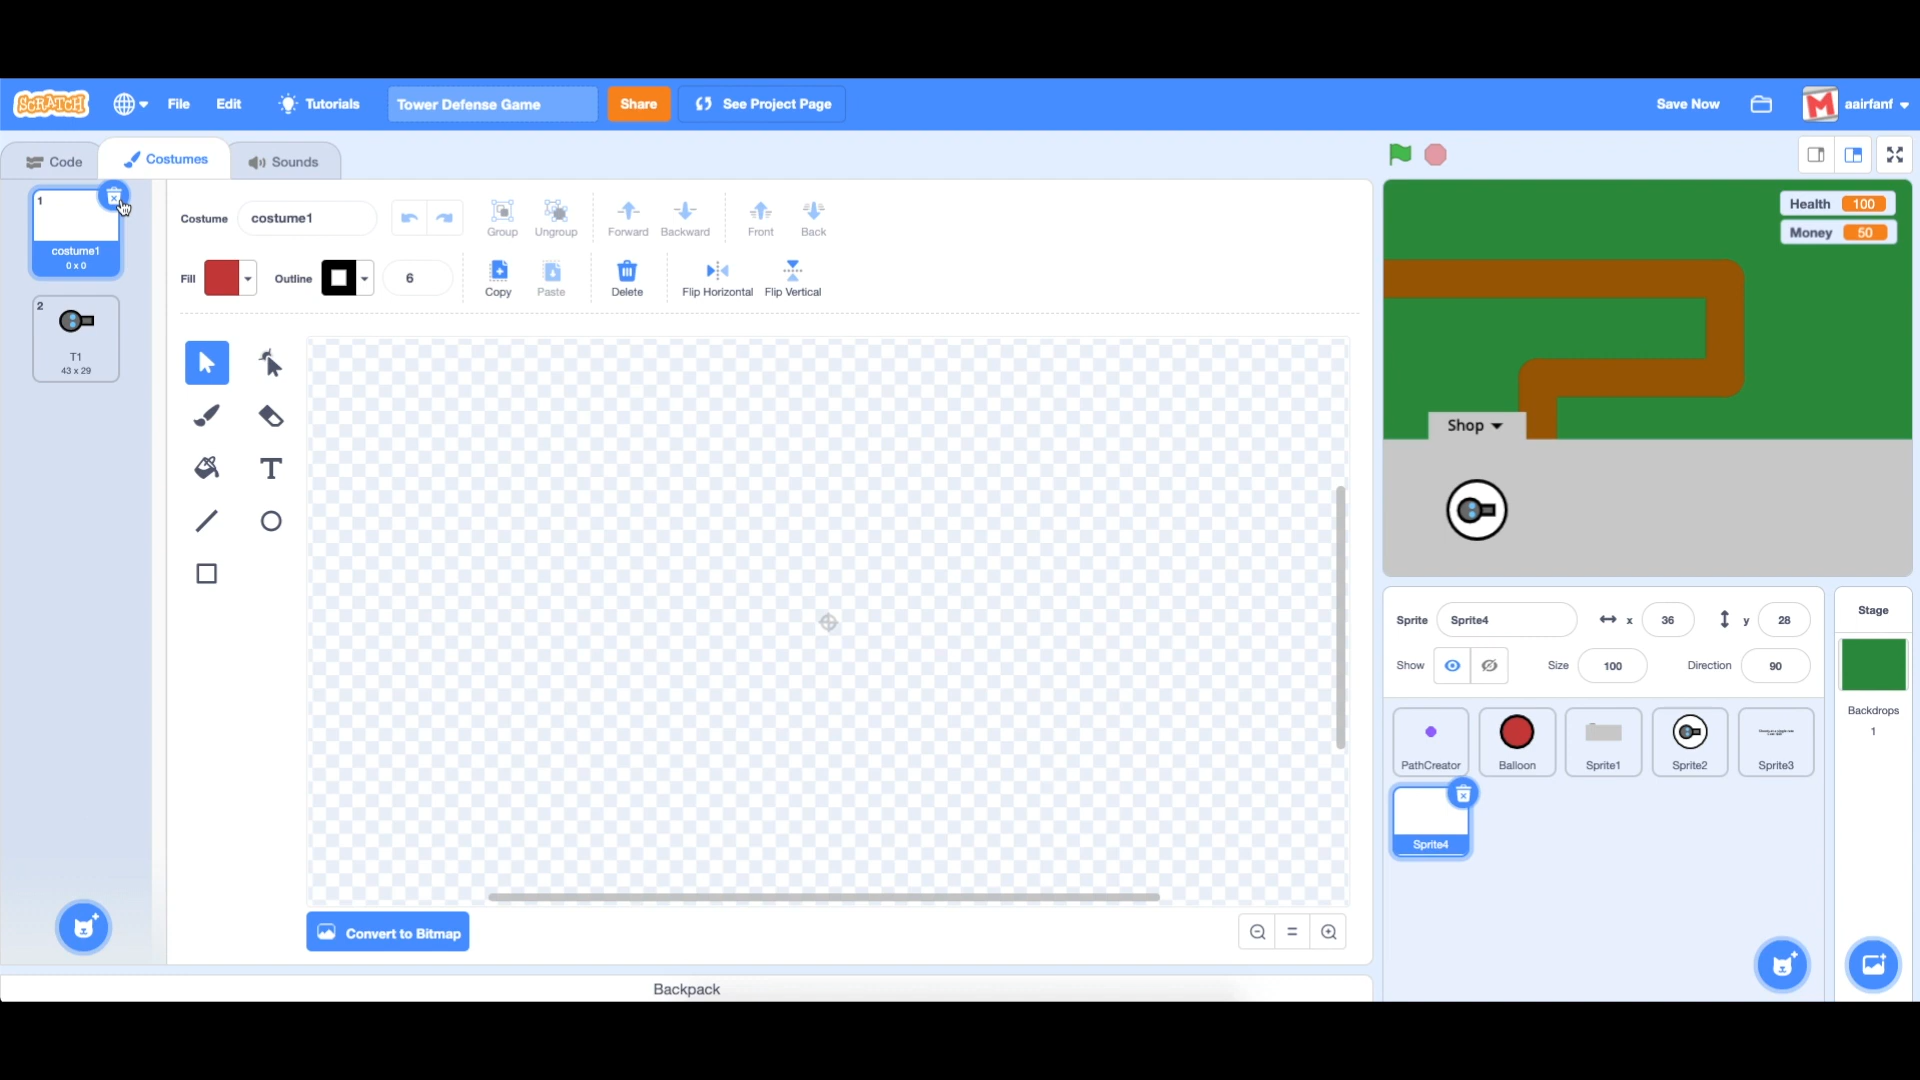 SCRATCH File Edit Tutorials Tower Defense Game Share See Project Page Save Now aairfanf
Code Costumes Sounds
1
costume1
0 x 0
2
T1
43 x 29
Costume costume1 Group Ungroup Forward Backward Front Back
Fill Outline 6 Copy Paste Delete Flip Horizontal Flip Vertical
T
Convert to Bitmap
Backpack
Health 100
Money 50
Shop
Sprite Sprite4 x 36 y 28
Show Size 100 Direction 90
PathCreator Balloon Sprite1 Sprite2 Sprite3
Sprite4
Stage
Backdrops
1